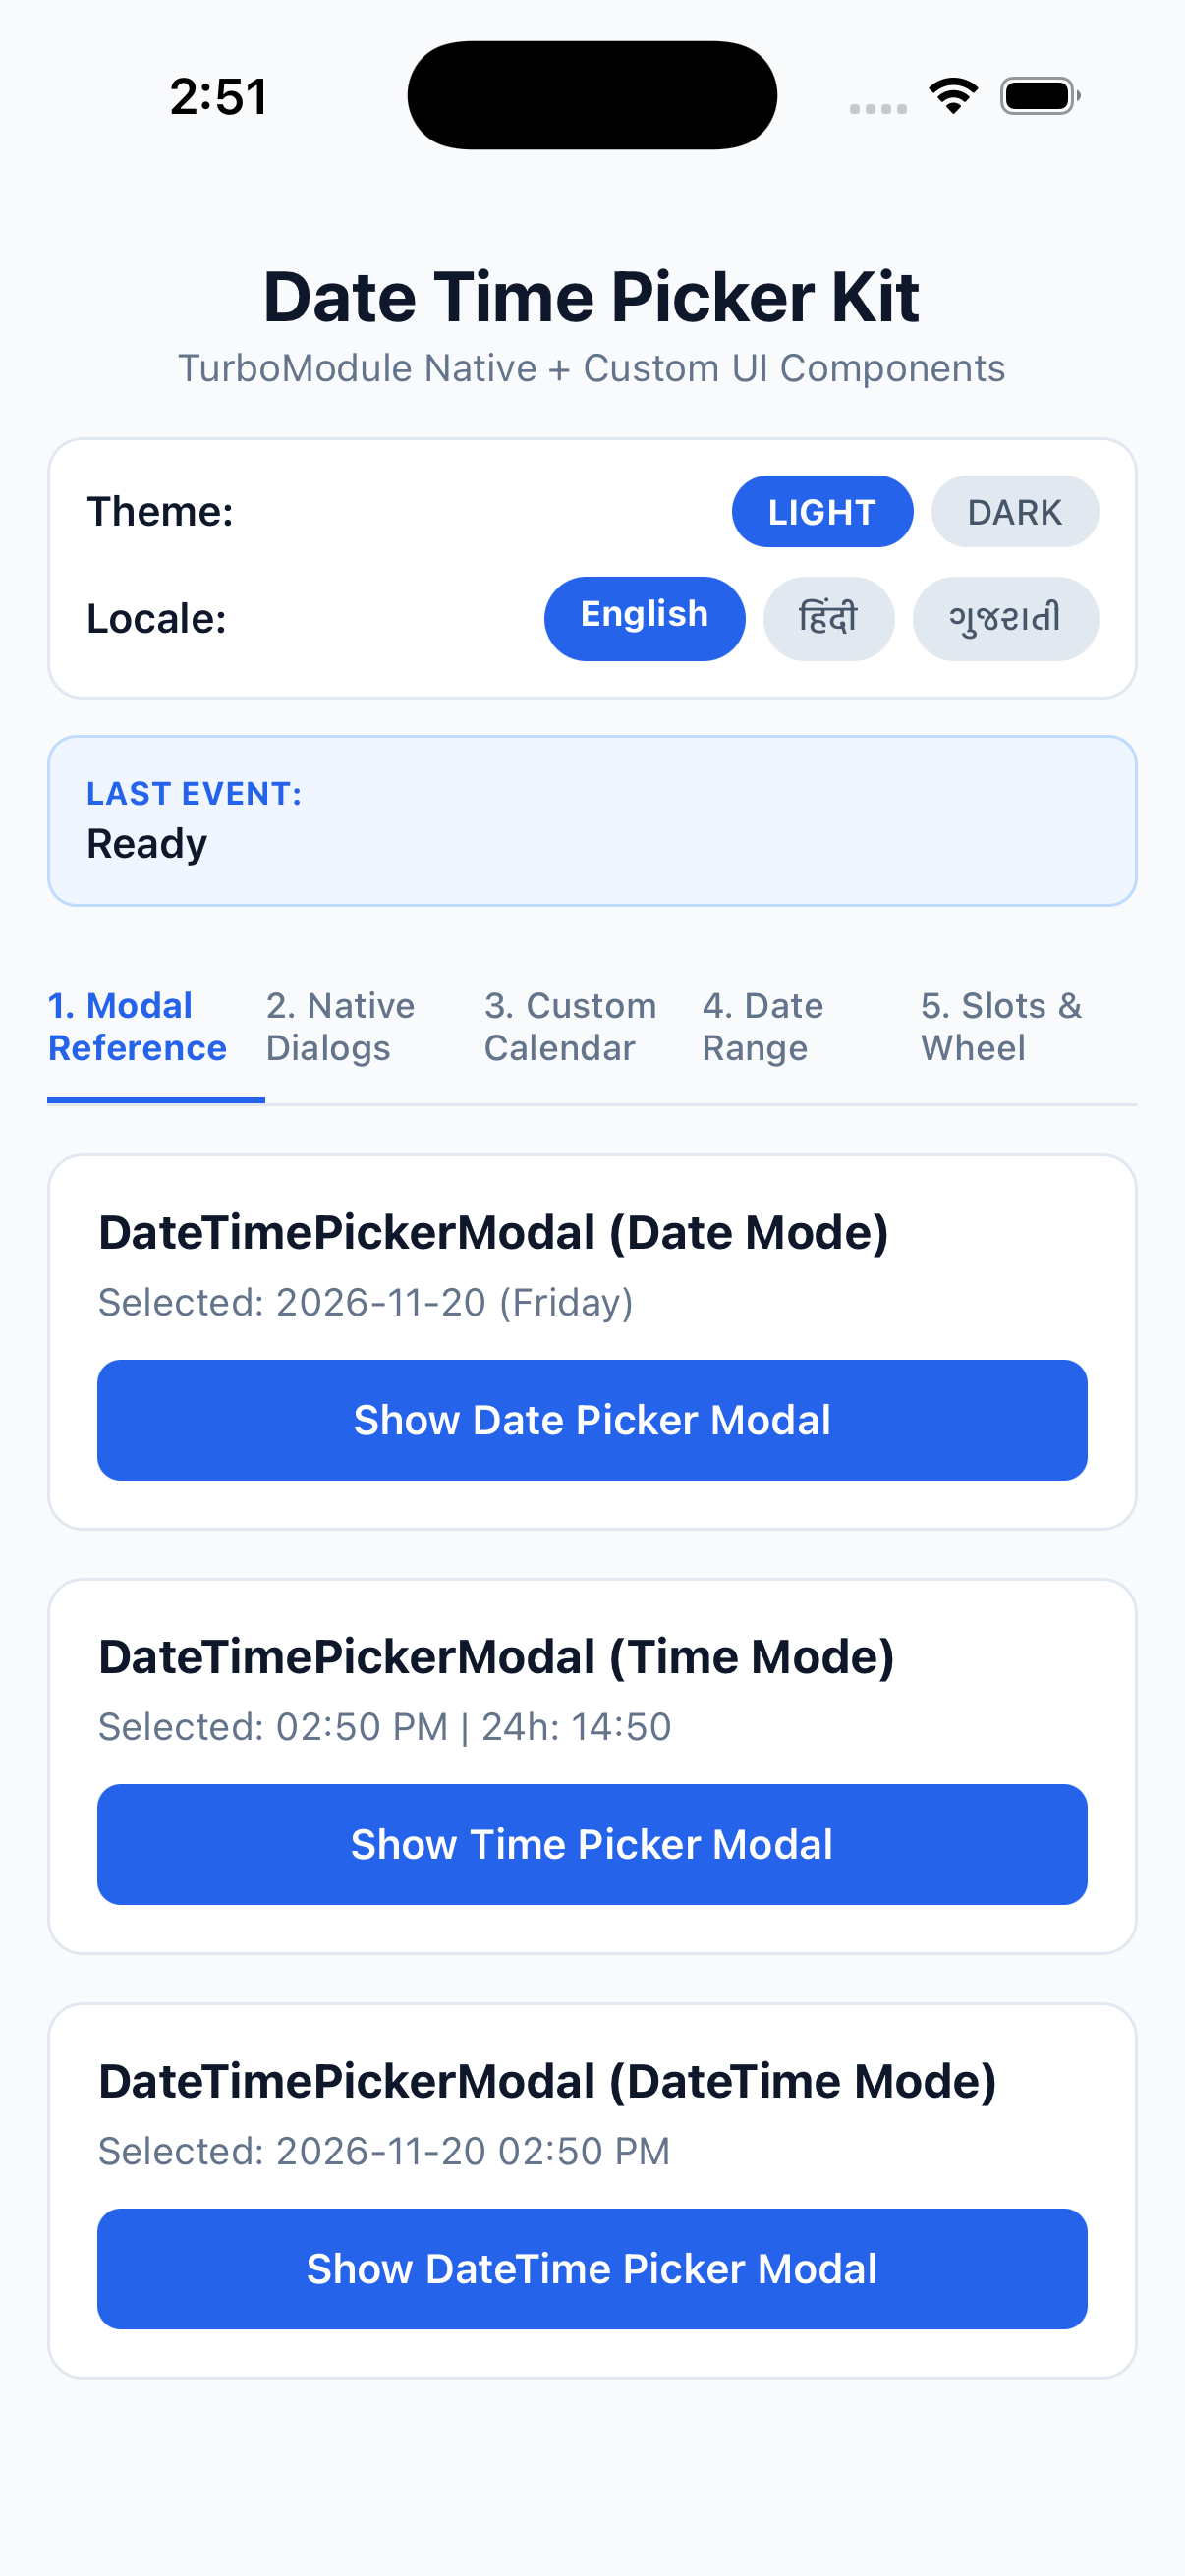 2:51
Date Time Picker Kit
TurboModule Native + Custom UI Components
Theme:
LIGHT
DARK
Locale:
English
हिंदी
ગુજરાતી
LAST EVENT:
Ready
1. Modal
Reference
2. Native
Dialogs
3. Custom
Calendar
4. Date
Range
5. Slots &
Wheel
DateTimePickerModal (Date Mode)
Selected: 2026-11-20 (Friday)
Show Date Picker Modal
DateTimePickerModal (Time Mode)
Selected: 02:50 PM | 24h: 14:50
Show Time Picker Modal
DateTimePickerModal (DateTime Mode)
Selected: 2026-11-20 02:50 PM
Show DateTime Picker Modal